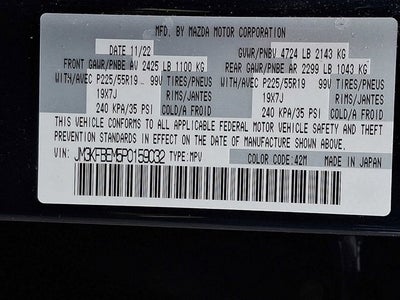 MFD. BY MAZDA MOTOR CORPORATION
DATE 11/22 GVWR/PNBV 4724 LB 2143 KG
FRONT GAWR/PNBE AV 2425 LB 1100 KG REAR GAWR/PNBE AR 2299 LB 1043 KG
WITH/AVEC P225/55R19 99V TIRES/PNEUS WITH/AVEC P225/55R19 99V TIRES/PNEUS
19X7J RIMS/JANTES 19X7J RIMS/JANTES
240 KPA/35 PSI COLD/A FROID 240 KPA/35 PSI COLD/A FROID
THIS VEHICLE CONFORMS TO ALL APPLICABLE FEDERAL MOTOR VEHICLE SAFETY AND THEFT
PREVENTION STANDARDS IN EFFECT ON THE DATE OF MANUFACTURE SHOWN ABOVE.
VIN: JM3KFBEM5P0159032 TYPE:MPV COLOR CODE:42M MADE IN JAPAN